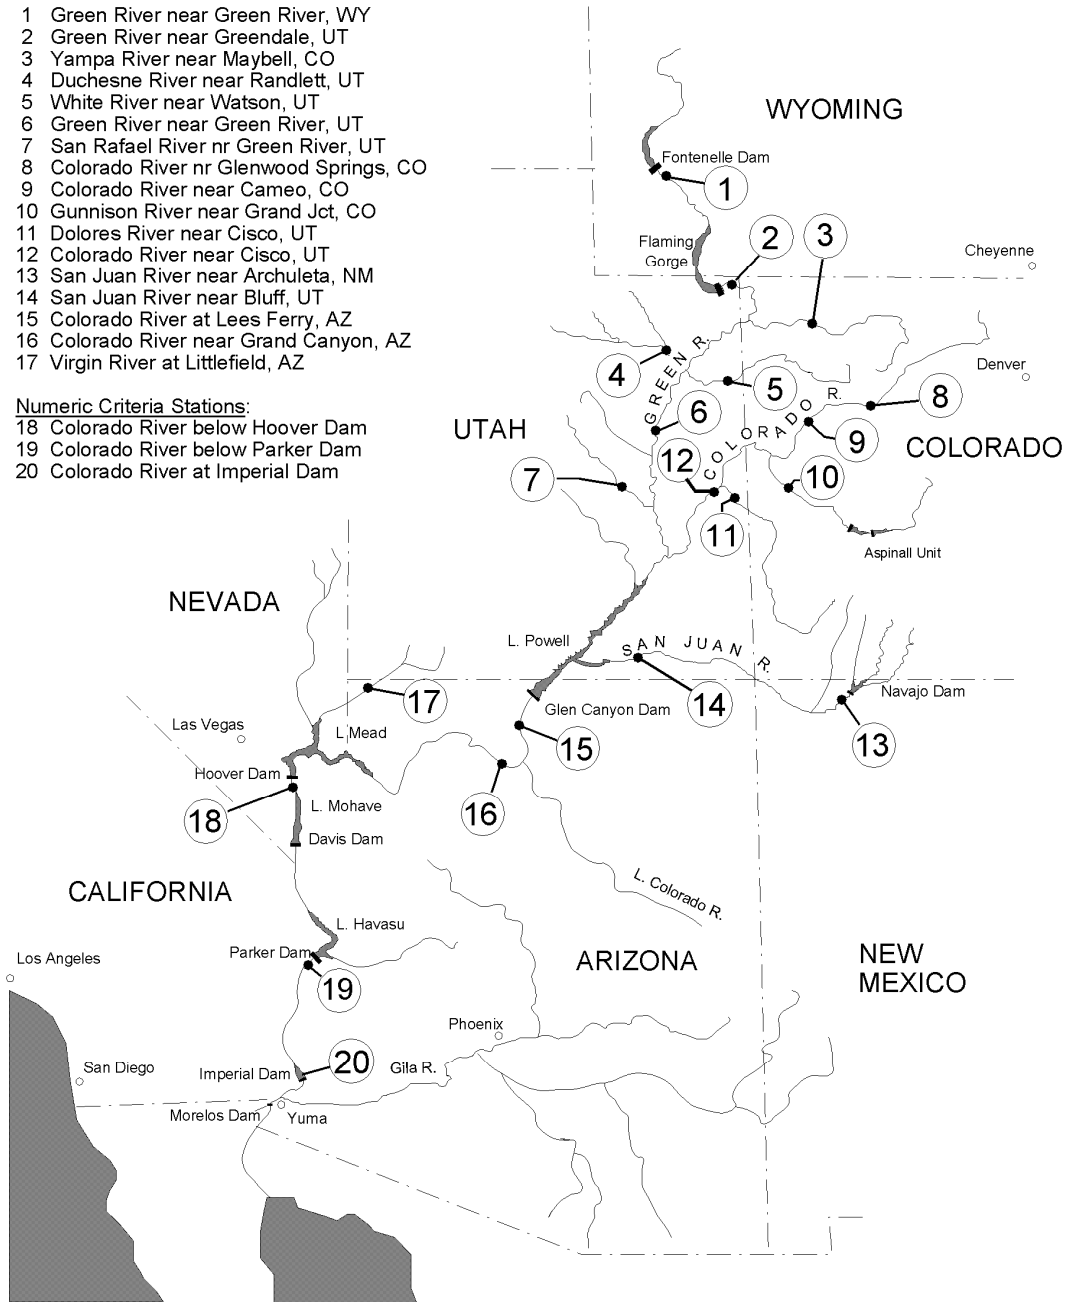 1 Green River near Green River, WY
2 Green River near Greendale, UT
3 Yampa River near Maybell, CO
4 Duchesne River near Randlett, UT
5 White River near Watson, UT
6 Green River near Green River, UT
7 San Rafael River nr Green River, UT
8 Colorado River nr Glenwood Springs, CO
9 Colorado River near Cameo, CO
10 Gunnison River near Grand Jct, CO
11 Dolores River near Cisco, UT
12 Colorado River near Cisco, UT
13 San Juan River near Archuleta, NM
14 San Juan River near Bluff, UT
15 Colorado River at Lees Ferry, AZ
16 Colorado River near Grand Canyon, AZ
17 Virgin River at Littlefield, AZ
Numeric Criteria Stations:
18 Colorado River below Hoover Dam
19 Colorado River below Parker Dam
20 Colorado River at Imperial Dam
WYOMING
Fontenelle Dam
1
Flaming
Gorge
2
3
Cheyenne
GREEN R.
4
5
Denver
COLORADO R.
8
6
9
UTAH
COLORADO
12
7
10
11
Aspinall Unit
NEVADA
L. Powell
SAN JUAN R.
17
14
Navajo Dam
Glen Canyon Dam
Las Vegas
L. Mead
15
13
Hoover Dam
L. Mohave
16
18
Davis Dam
CALIFORNIA
L. Colorado R.
L. Havasu
Parker Dam
Los Angeles
ARIZONA
NEW
MEXICO
19
Phoenix
San Diego
Imperial Dam
20
Gila R.
Morelos Dam
Yuma